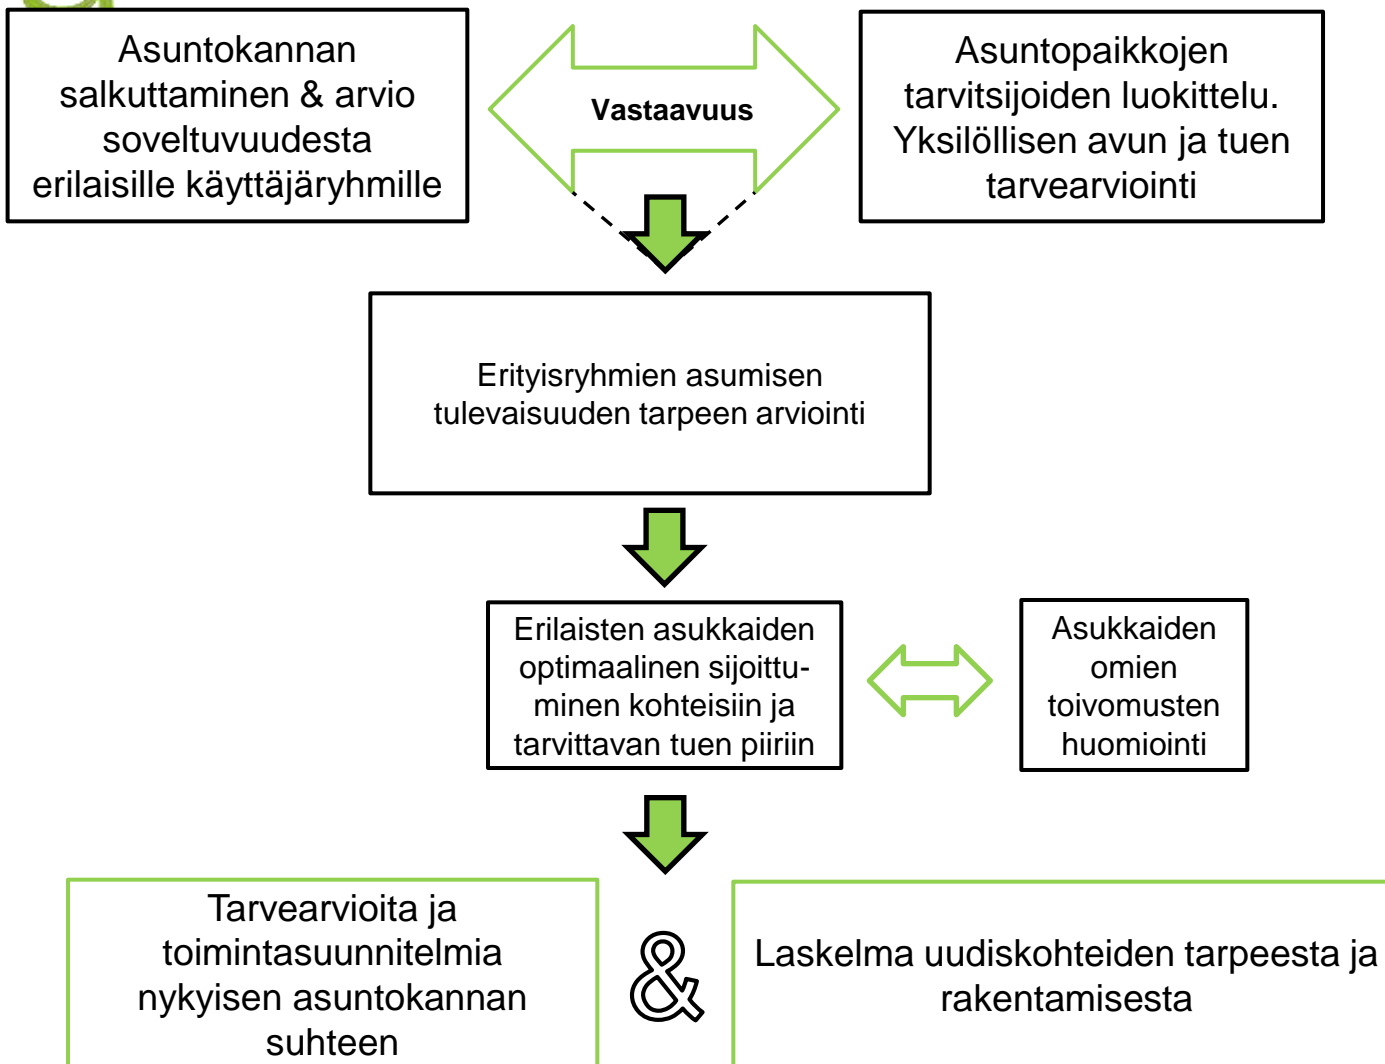 Asuntokannan
salkuttaminen & arvio
soveltuvuudesta
erilaisille käyttäjäryhmille
Vastaavuus
Asuntopaikkojen
tarvitsijoiden luokittelu.
Yksilöllisen avun ja tuen
tarvearviointi
Erityisryhmien asumisen
tulevaisuuden tarpeen arviointi
Erilaisten asukkaiden
optimaalinen sijoittu-
minen kohteisiin ja
tarvittavan tuen piiriin
Asukkaiden
omien
toivomusten
huomiointi
Tarvearvioita ja
toimintasuunnitelmia
nykyisen asuntokannan
suhteen
&
Laskelma uudiskohteiden tarpeesta ja
rakentamisesta